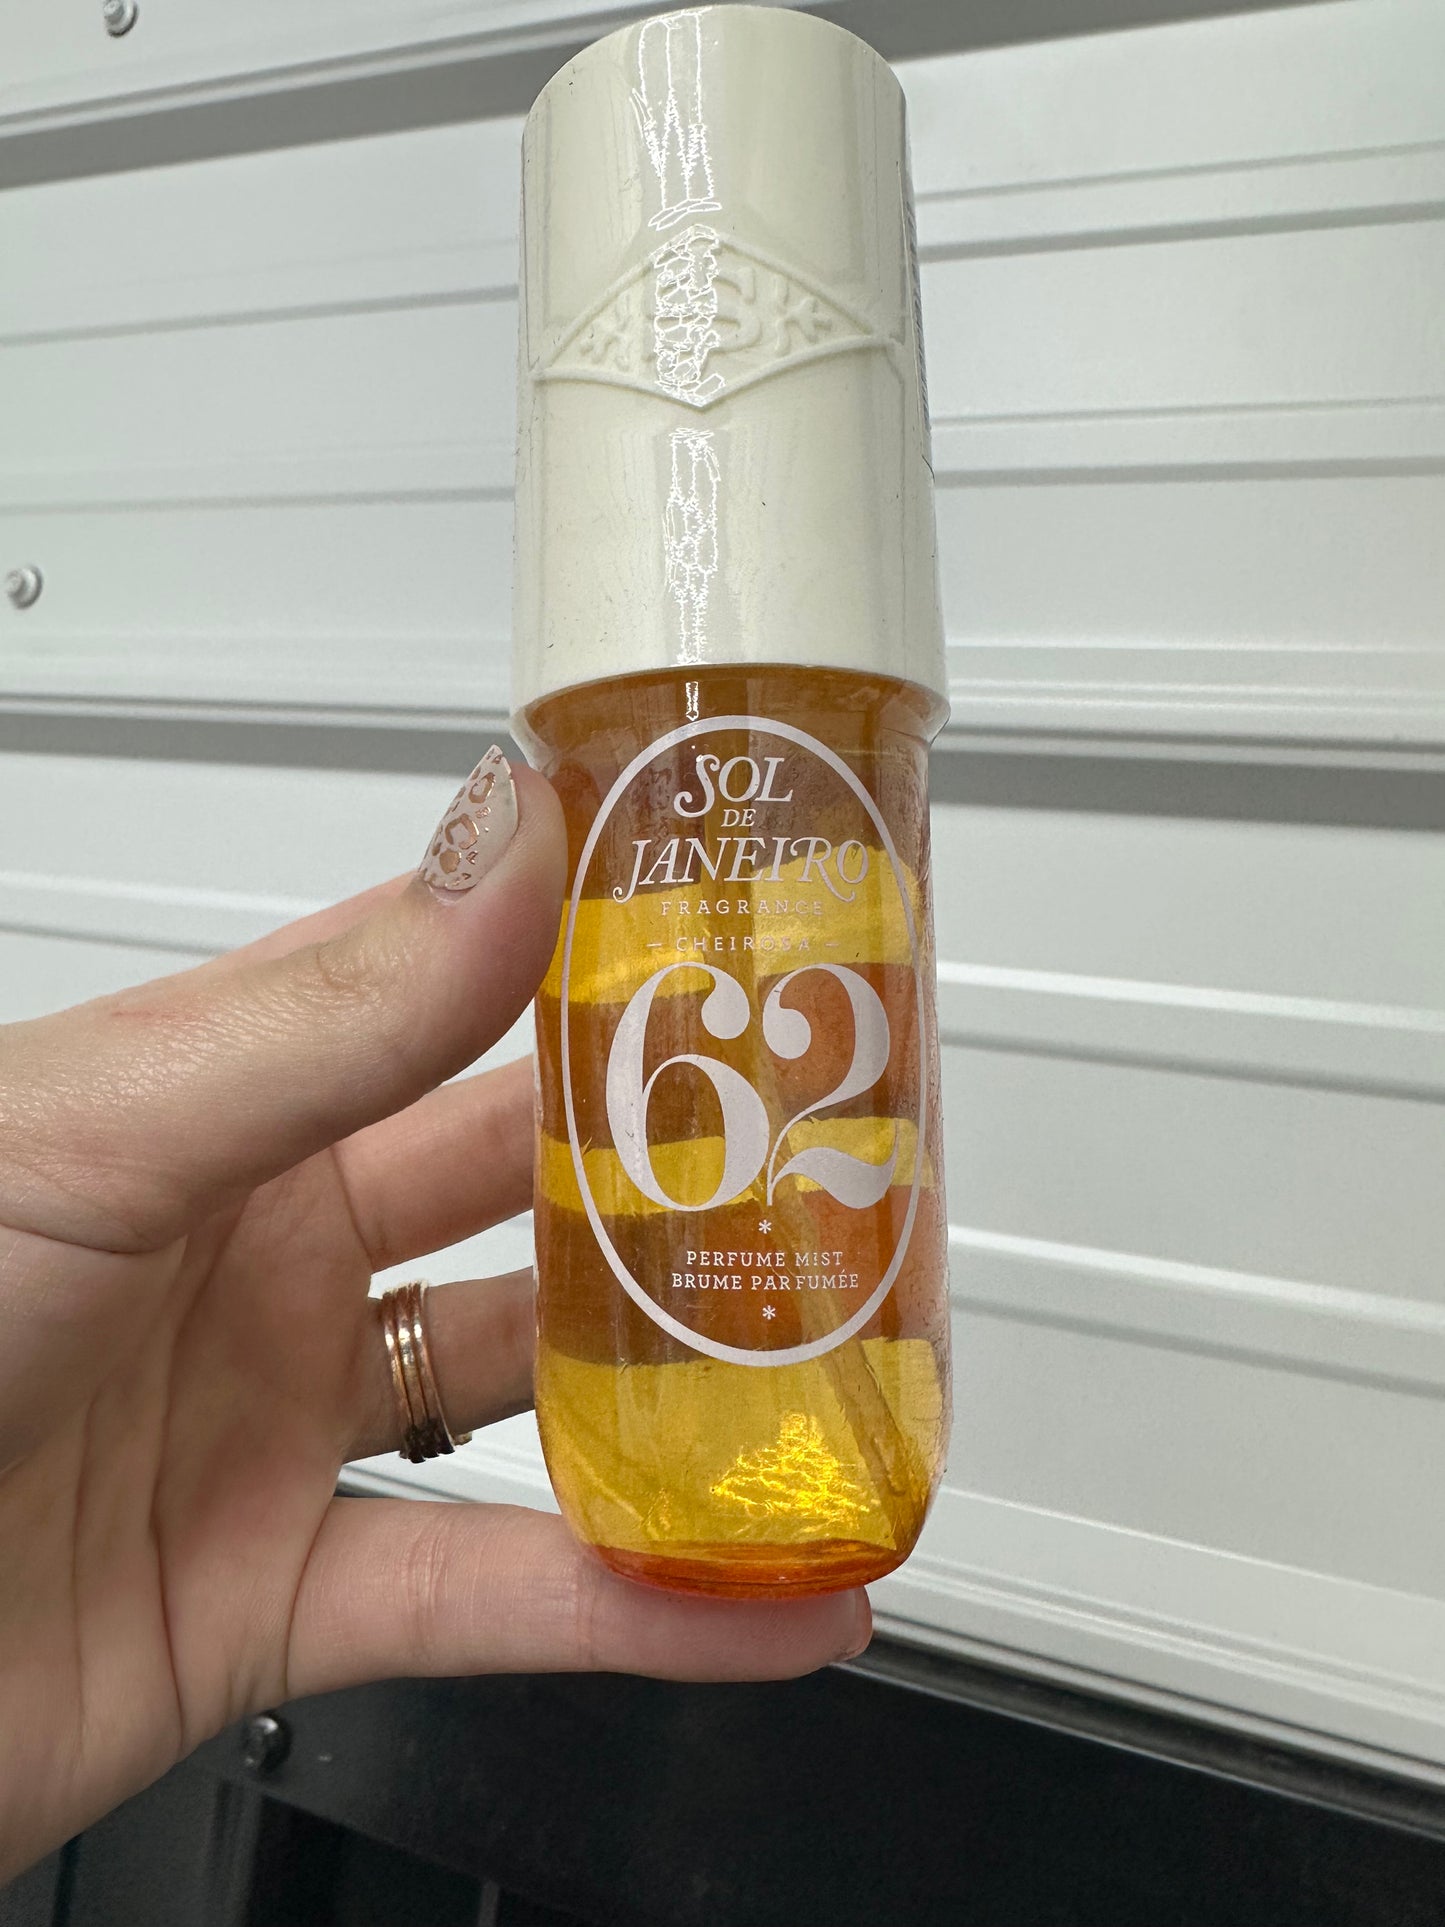 SOL
DE
JANEIRO
FRAGRANCE
– CHEIROSA –
62
*
PERFUME MIST
BRUME PARFUMÉE
*